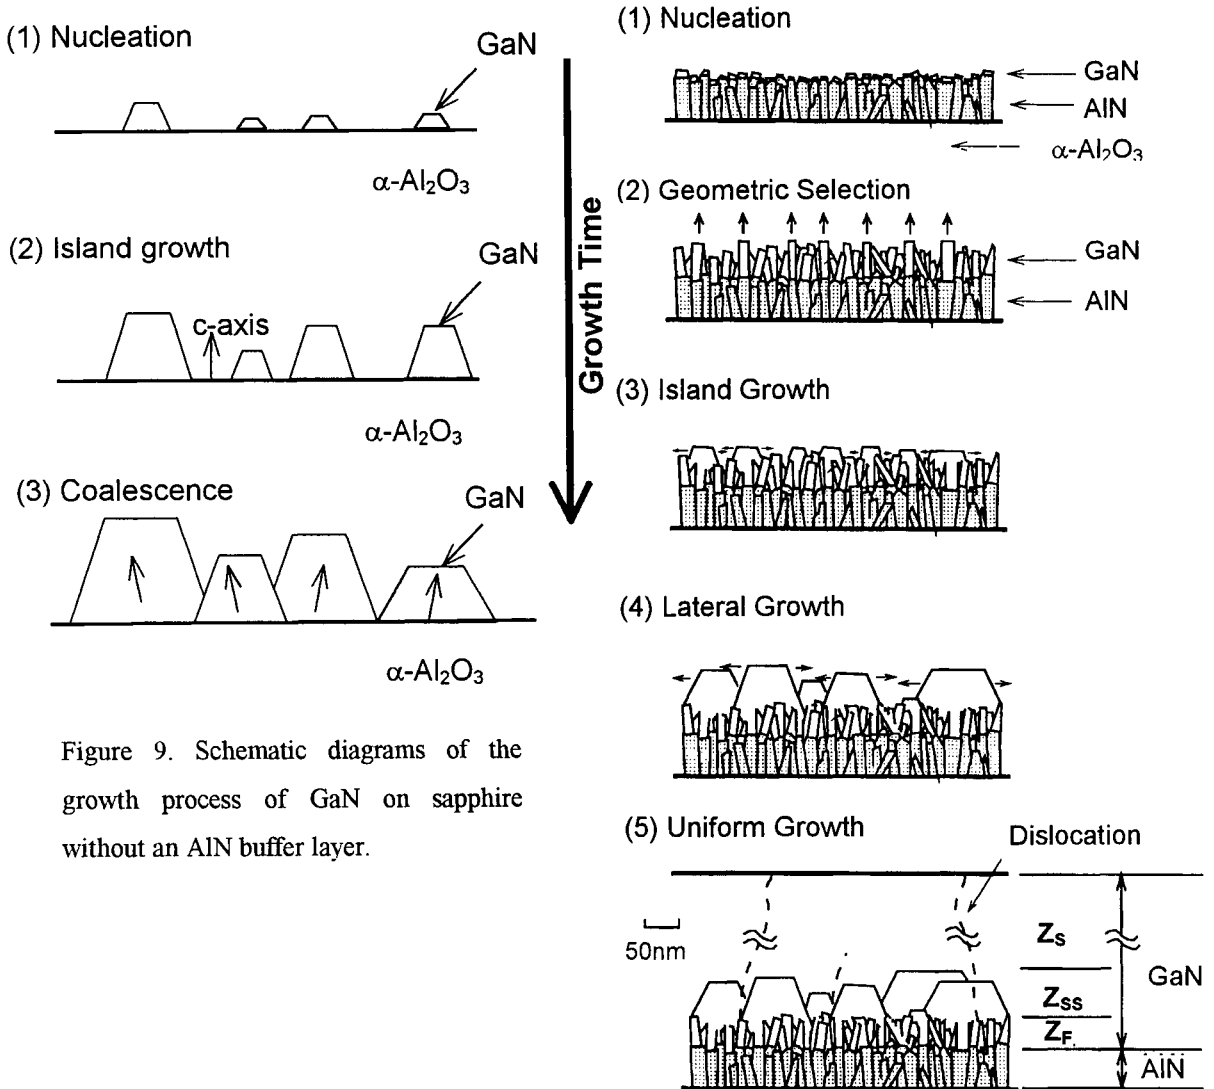 (1) Nucleation
GaN
α-Al2O3
(2) Island growth
GaN
c-axis
α-Al2O3
(3) Coalescence
GaN
α-Al2O3
Figure 9. Schematic diagrams of the
growth process of GaN on sapphire
without an AlN buffer layer.
Growth Time
(1) Nucleation
GaN
AlN
α-Al2O3
(2) Geometric Selection
GaN
AlN
(3) Island Growth
(4) Lateral Growth
(5) Uniform Growth
Dislocation
50nm
ZS
GaN
ZSS
ZF
AlN